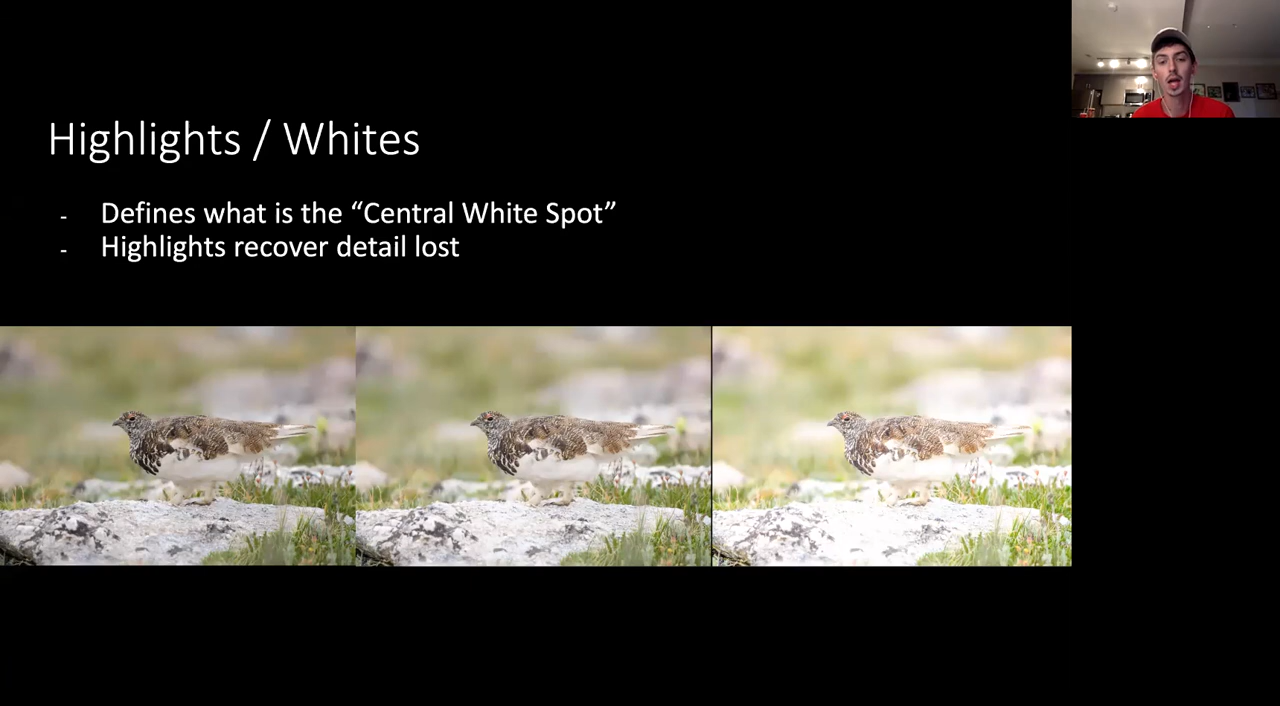 Highlights / Whites
- Defines what is the “Central White Spot”
- Highlights recover detail lost